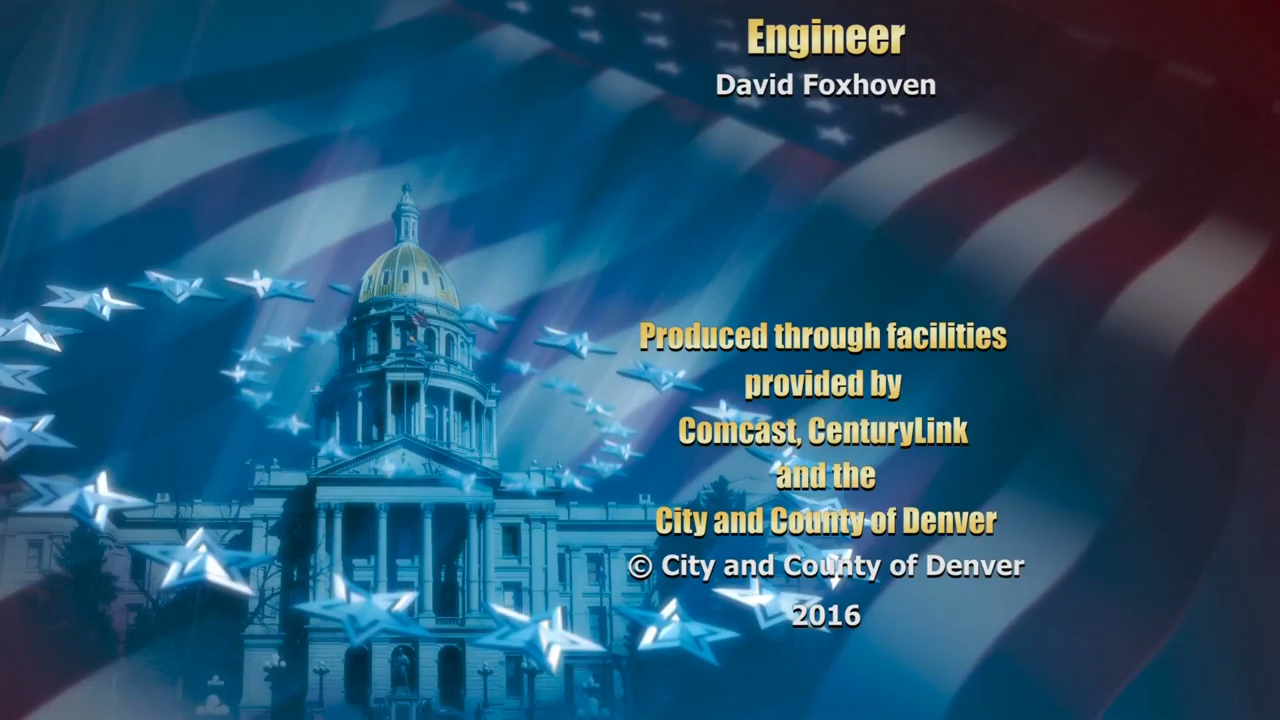 Engineer
David Foxhoven
Produced through facilities
provided by
Comcast, CenturyLink
and the
City and County of Denver
© City and County of Denver
2016